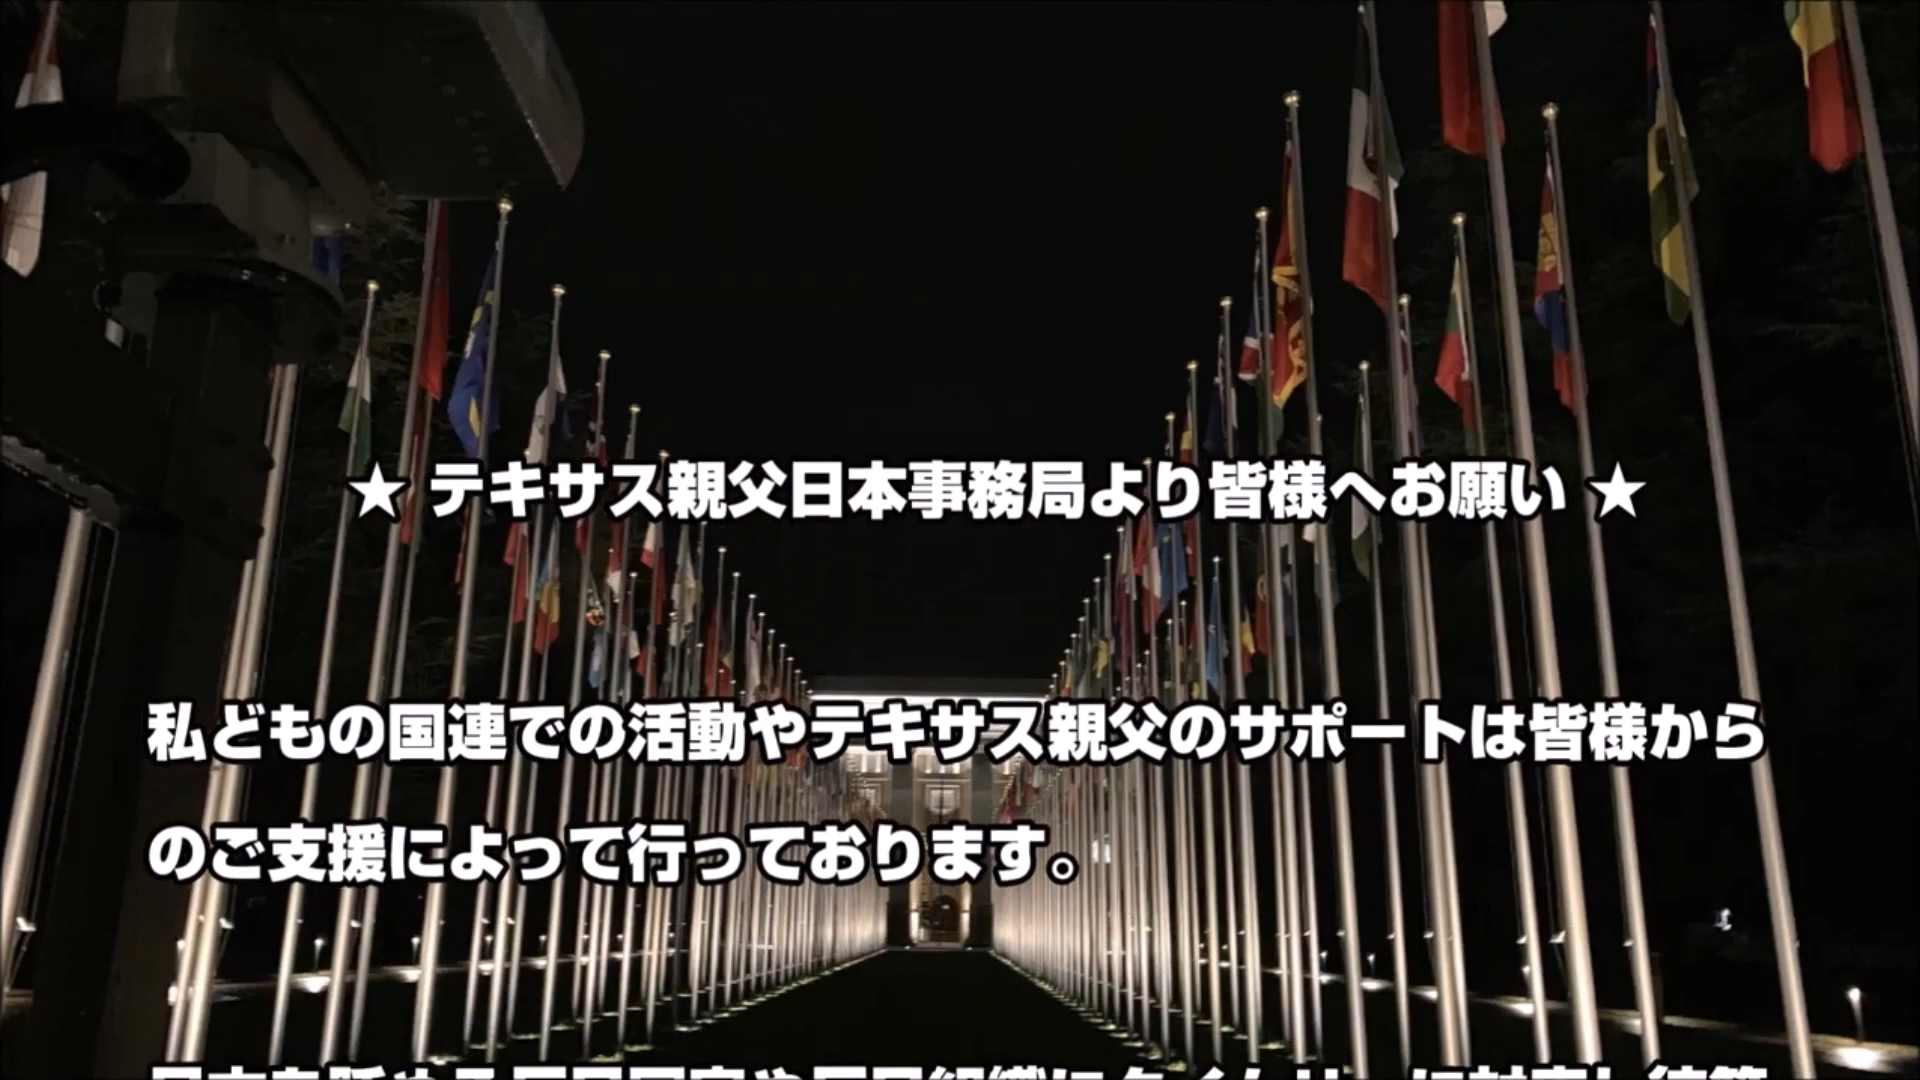 ★ テキサス親父日本事務局より皆様へお願い ★
私どもの国連での活動やテキサス親父のサポートは皆様から
のご支援によって行っております。